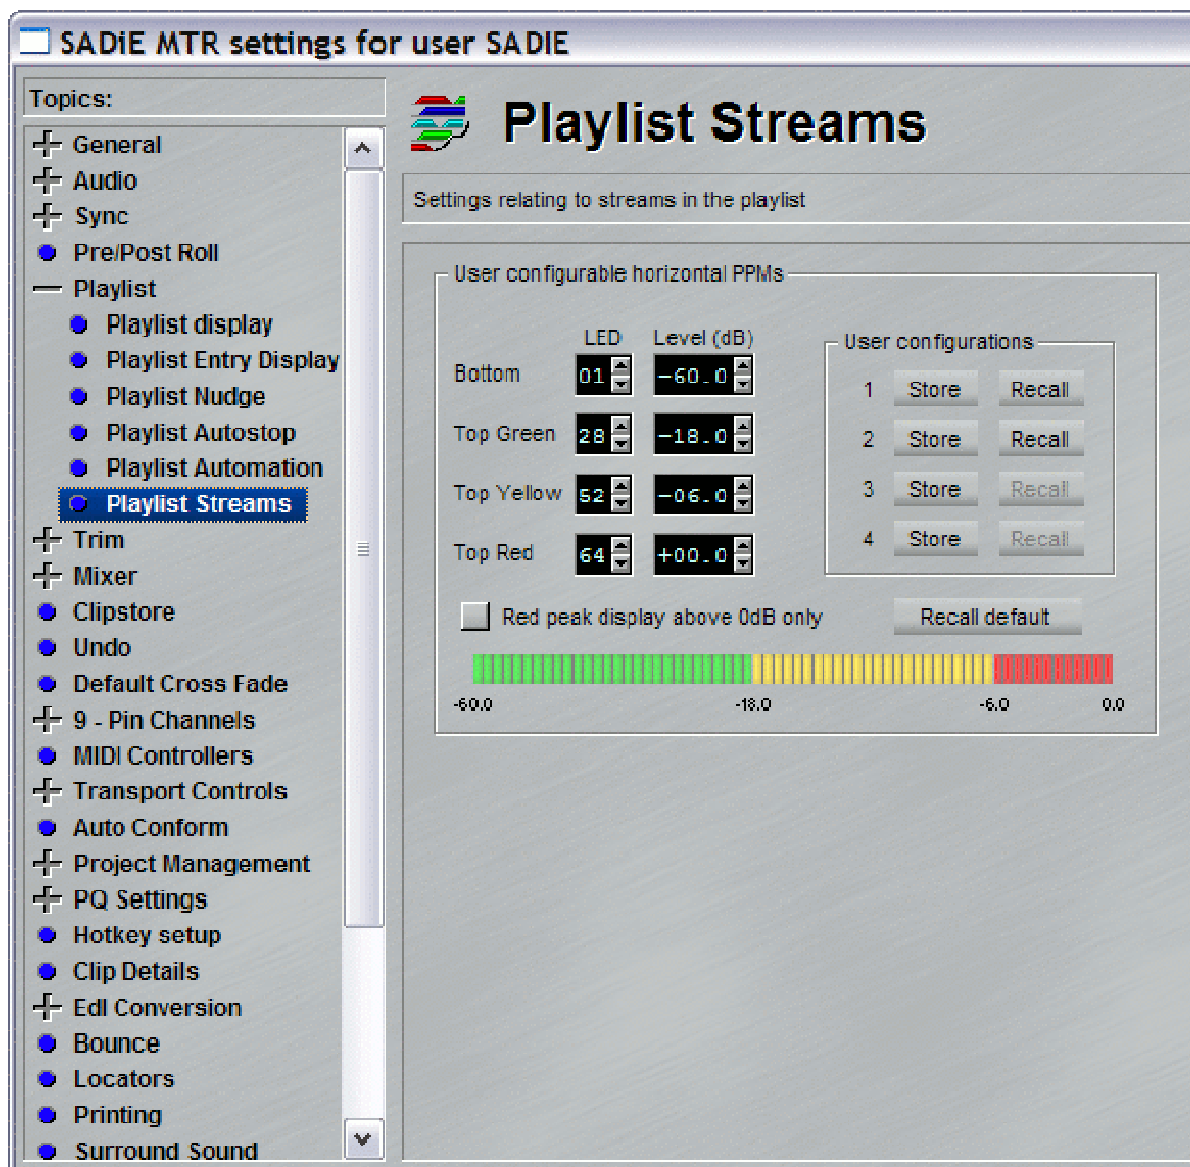 SADiE MTR settings for user SADIE
Topics:
General
Audio
Sync
Pre/Post Roll
Playlist
Playlist display
Playlist Entry Display
Playlist Nudge
Playlist Autostop
Playlist Automation
Playlist Streams
Trim
Mixer
Clipstore
Undo
Default Cross Fade
9 - Pin Channels
MIDI Controllers
Transport Controls
Auto Conform
Project Management
PQ Settings
Hotkey setup
Clip Details
Edl Conversion
Bounce
Locators
Printing
Surround Sound
Playlist Streams
Settings relating to streams in the playlist
User configurable horizontal PPMs
LED Level (dB)
Bottom 01 -60.0
Top Green 28 -18.0
Top Yellow 52 -06.0
Top Red 64 +00.0
User configurations
1 Store Recall
2 Store Recall
3 Store Recall
4 Store Recall
Red peak display above 0dB only
Recall default
-60.0 -18.0 -6.0 0.0